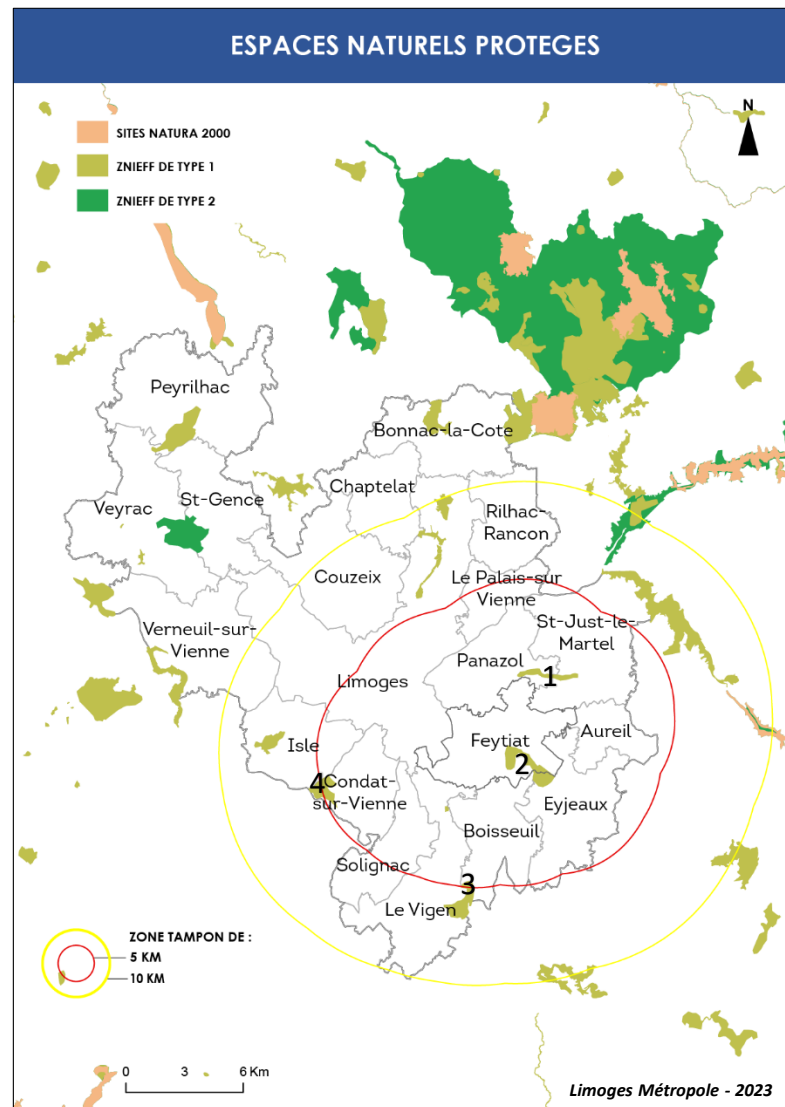 ESPACES NATURELS PROTEGES
N
SITES NATURA 2000
ZNIEFF DE TYPE 1
ZNIEFF DE TYPE 2
Peyrilhac
Bonnac-la-Cote
Chaptelat
St-Gence
Veyrac
Rilhac-
Rancon
Couzeix
Le Palais-sur
Vienne
St-Just-le-
Martel
Verneuil-sur-
Vienne
Panazol
1
Limoges
Feytiat
Aureil
2
Isle
4
Condat-
sur-Vienne
Eyjeaux
Boisseuil
Solignac
3
Le Vigen
ZONE TAMPON DE :
5 KM
10 KM
0 3 6 Km
Limoges Métropole - 2023